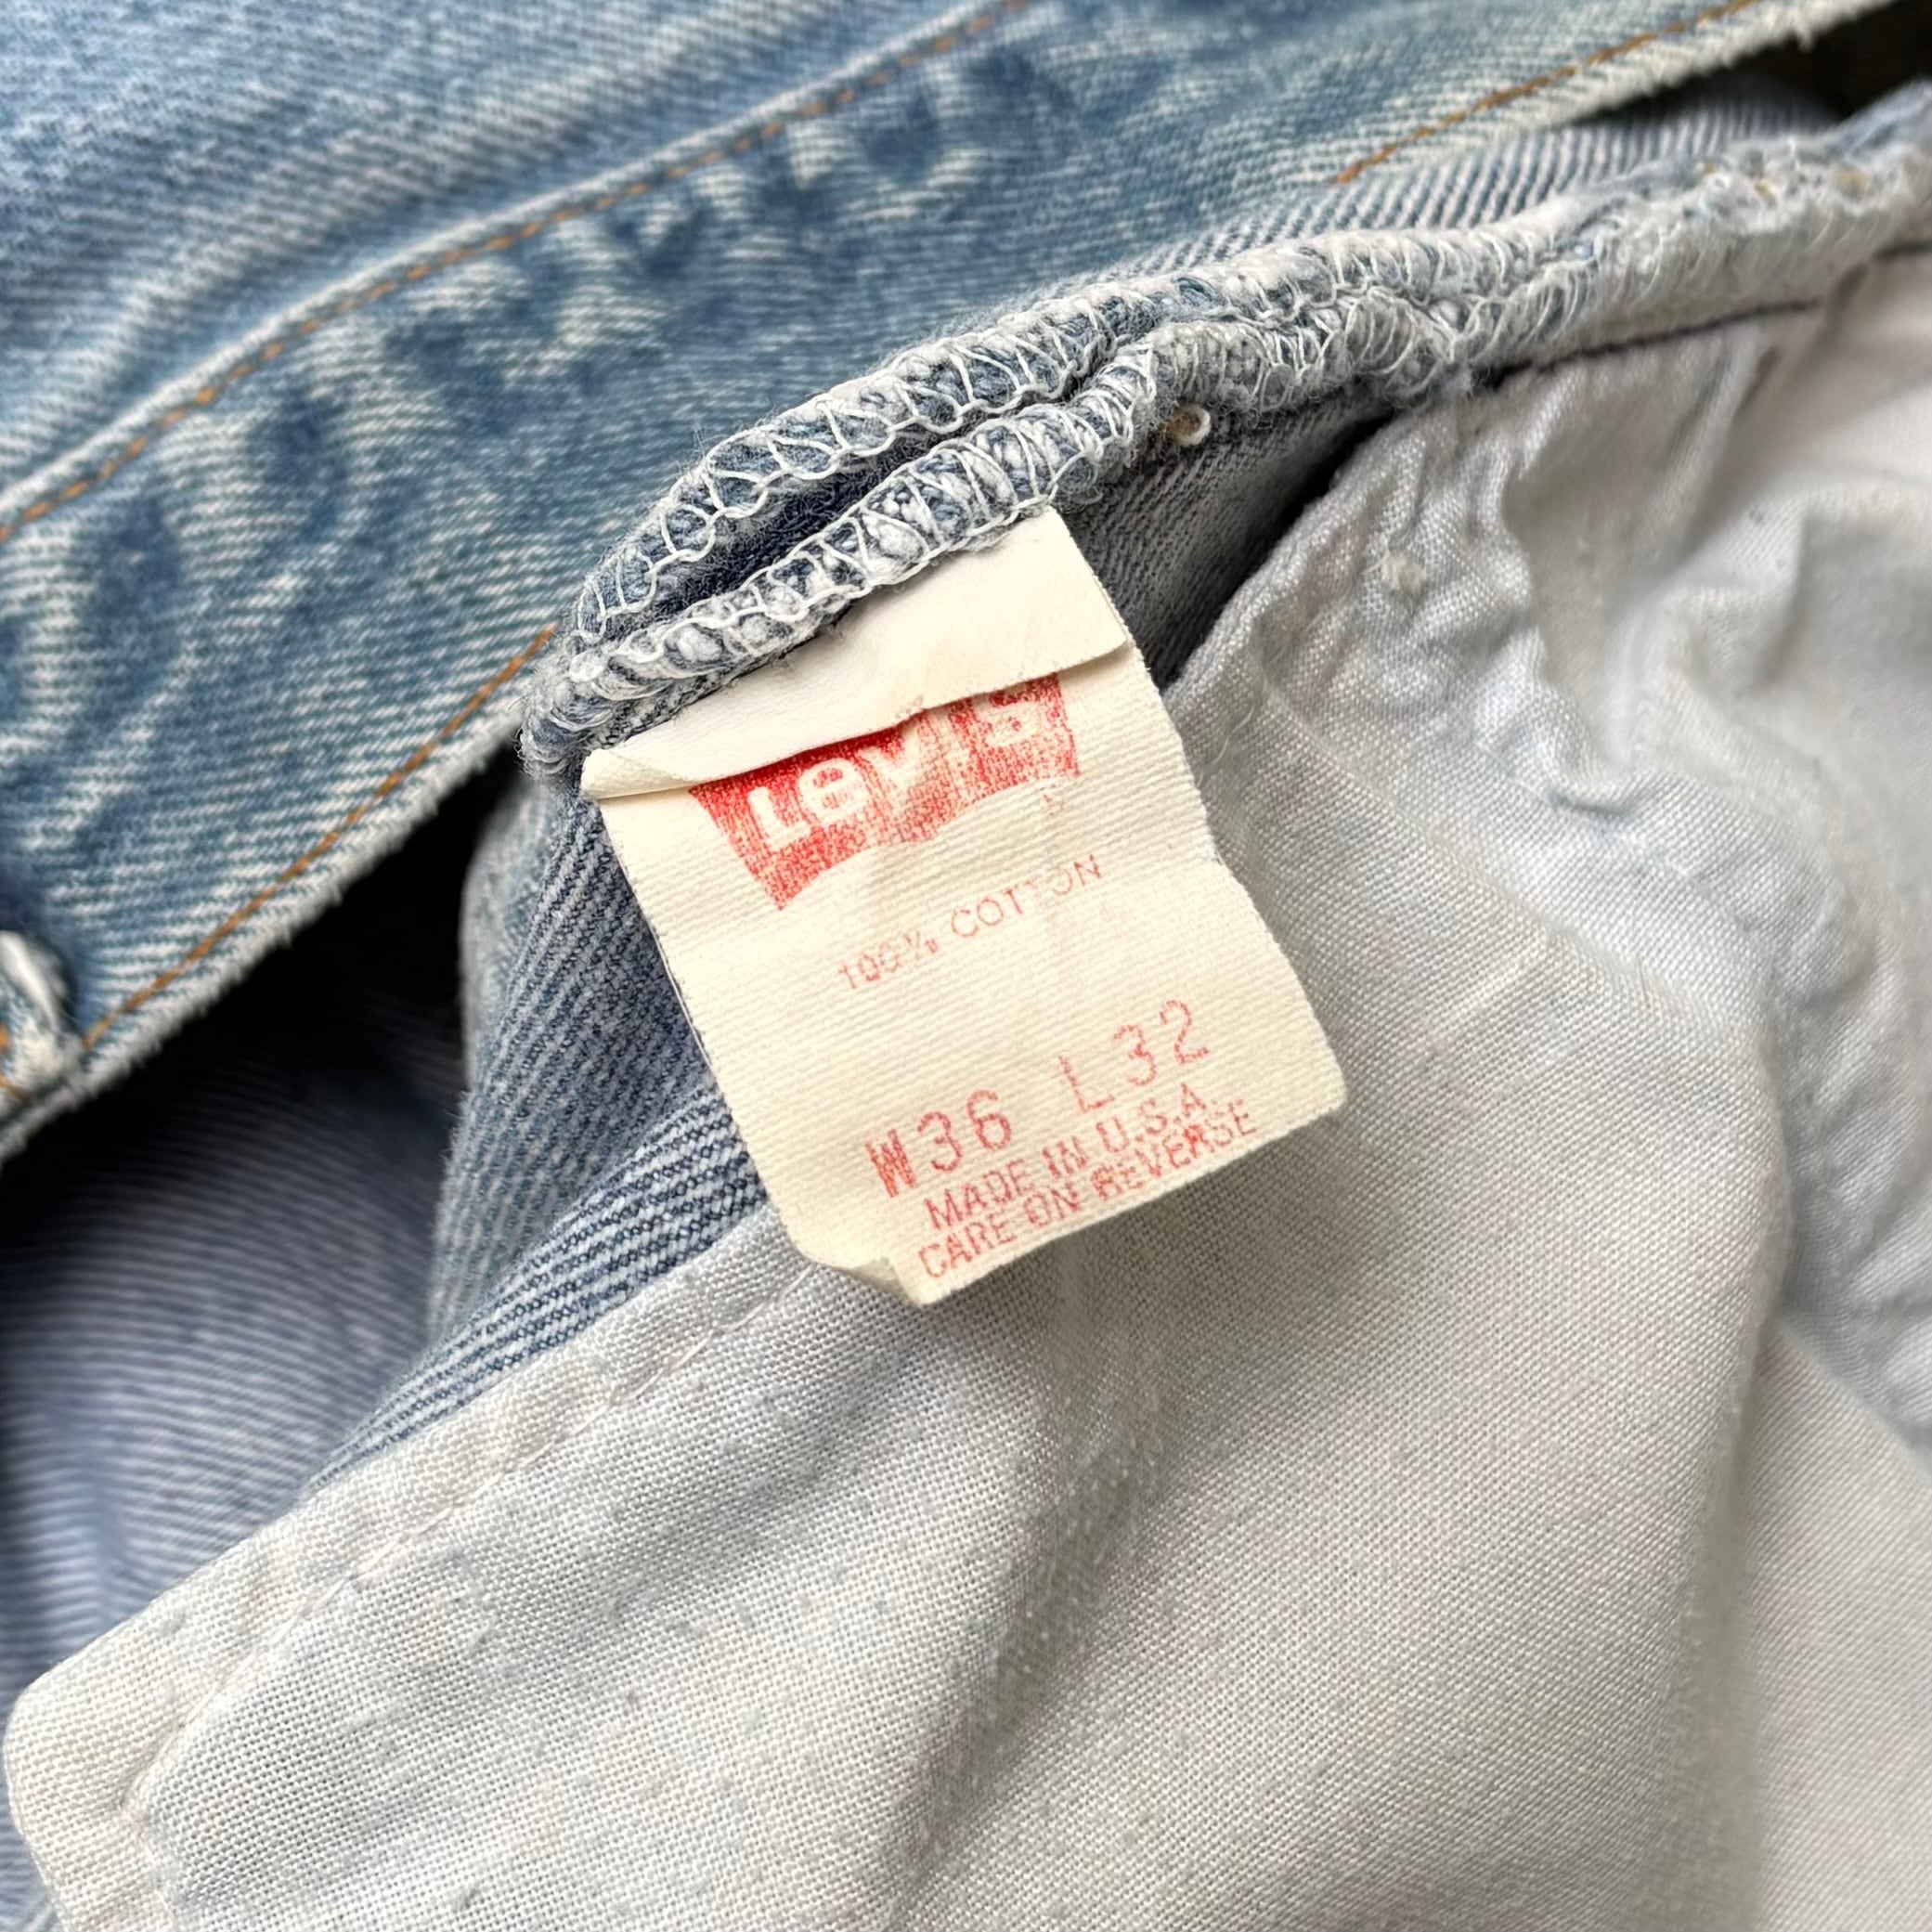 Levi's
100% COTTON
W36 L32
MADE IN U.S.A.
CARE ON REVERSE